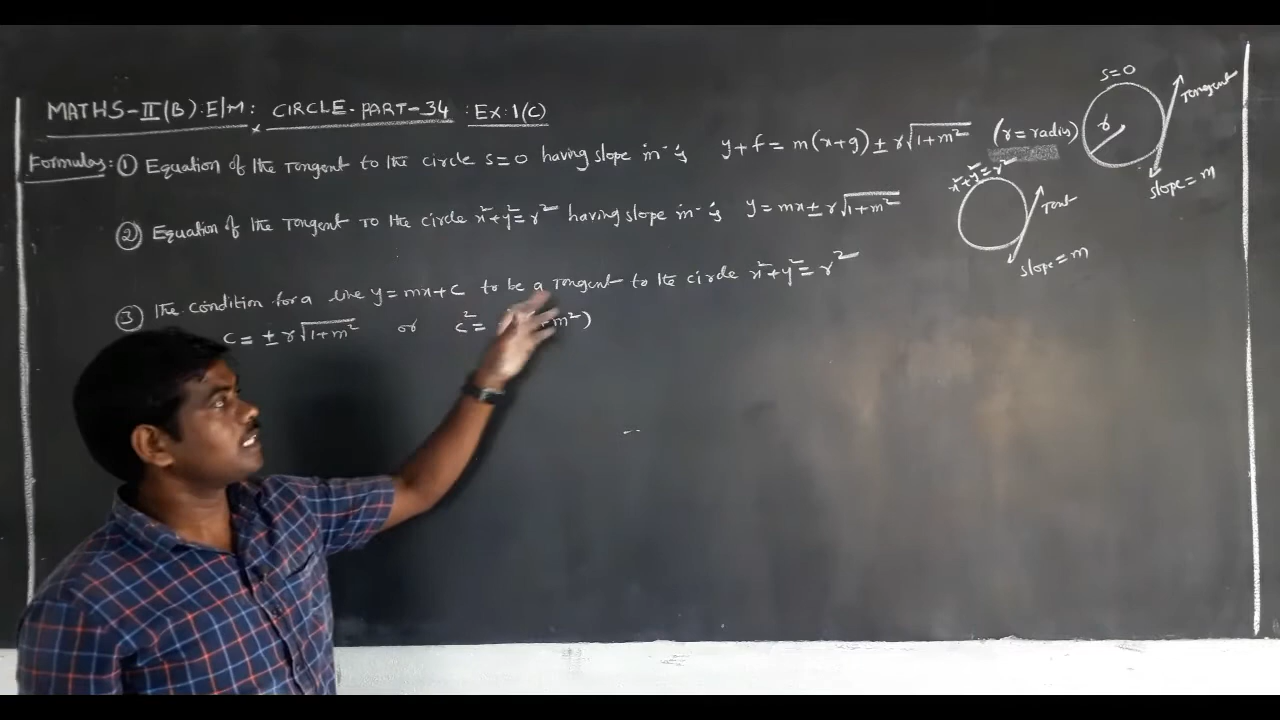 MATHS-II(B):E/M: CIRCLE-PART-34 :EX:1(C)
Formulas: ① Equation of the Tangent to the circle S=0 having slope 'm' is y+f = m(x+g) ± r√(1+m²) (r=radius)
② Equation of the Tangent to the circle x²+y²=r² having slope 'm' is y = mx ± r√(1+m²)
③ The condition for a line y=mx+c to be a Tangent to the circle x²+y²=r²
c = ± r√(1+m²) or c² = m²)
S=0
Tangent
r
slope=m
x²+y²=r²
slope=m